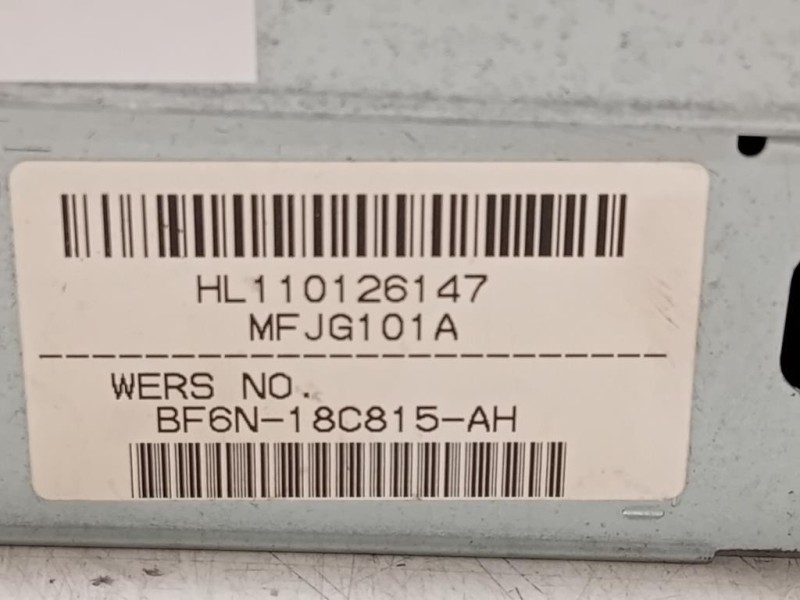 HL110126147
MFJG101A
WERS NO.
BF6N-18C815-AH